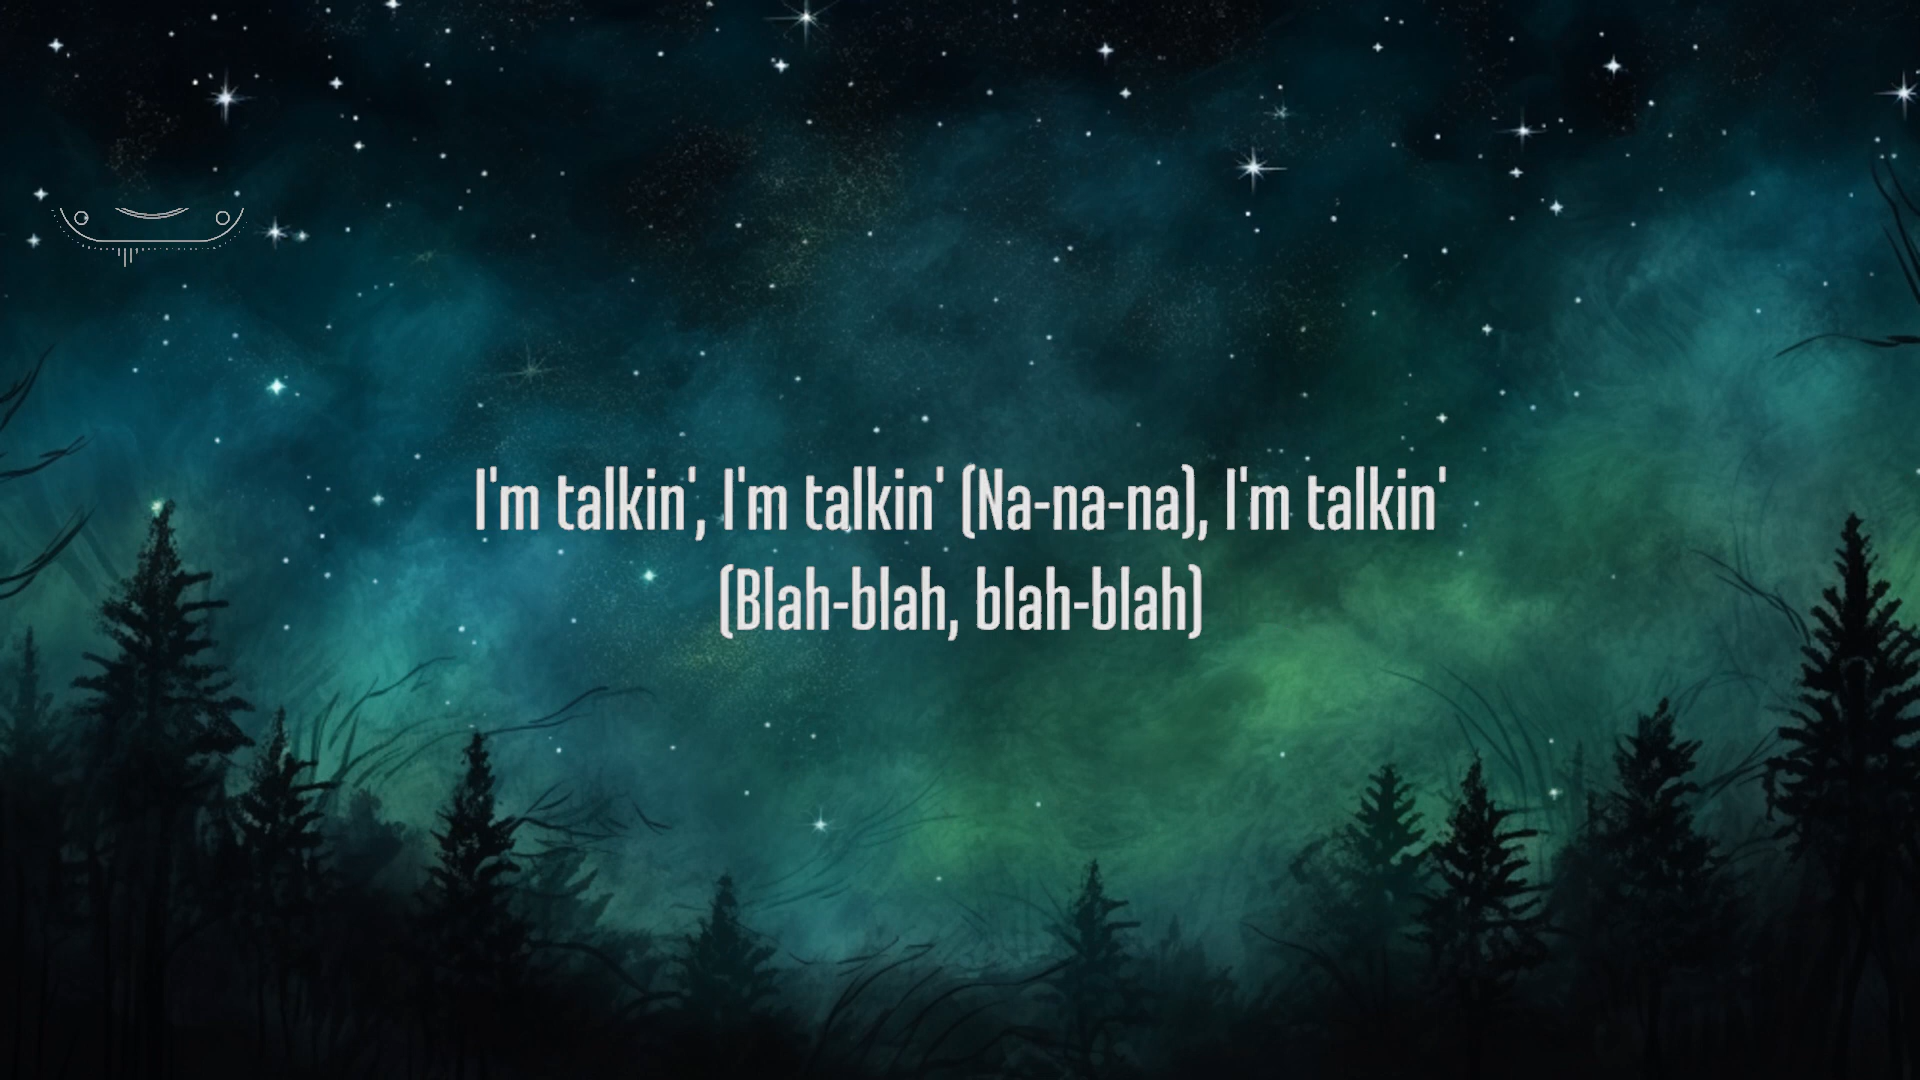 I'm talkin', I'm talkin' (Na-na-na), I'm talkin'
(Blah-blah, blah-blah)